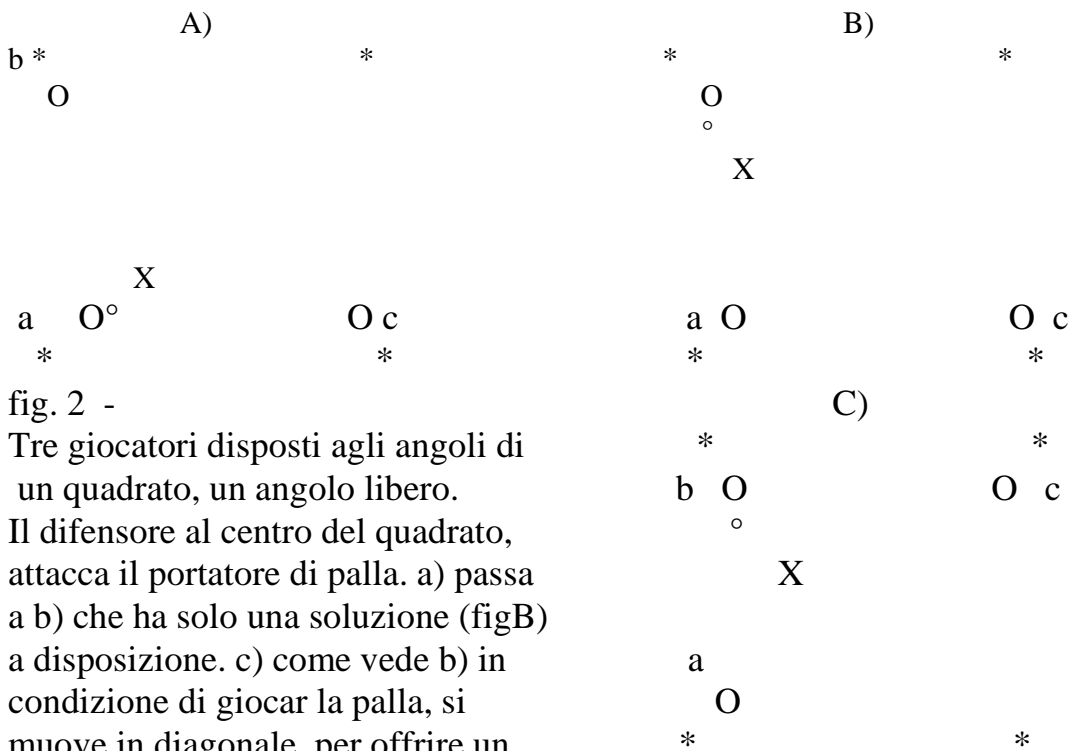 A) B)
b * * * *
O O
°
X
X
a O° O c a O O c
* * * *
fig. 2 - C)
Tre giocatori disposti agli angoli di * *
un quadrato, un angolo libero. b O O c
Il difensore al centro del quadrato, °
attacca il portatore di palla. a) passa X
a b) che ha solo una soluzione (figB)
a disposizione. c) come vede b) in a
condizione di giocar la palla, si O
muove in diagonale, per offrire un * *